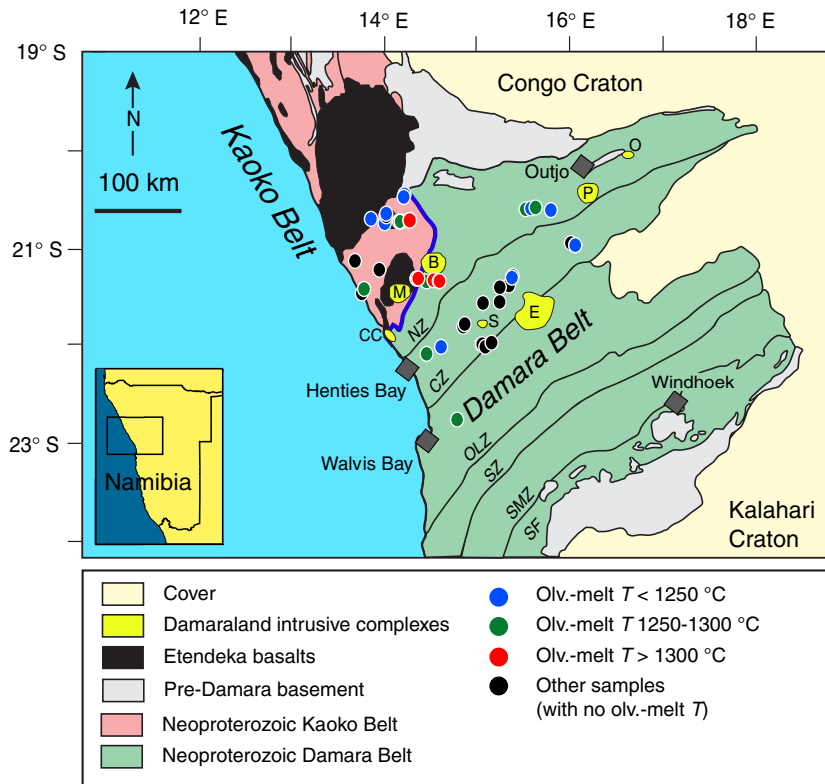 12° E
14° E
16° E
18° E
19° S
21° S
23° S
N
100 km
Kaoko Belt
Congo Craton
Outjo
O
P
B
M
CC
NZ
S
E
CZ
Damara Belt
Henties Bay
Windhoek
Walvis Bay
OLZ
SZ
SMZ
SF
Namibia
Kalahari
Craton
Cover
Damaraland intrusive complexes
Etendeka basalts
Pre-Damara basement
Neoproterozoic Kaoko Belt
Neoproterozoic Damara Belt
Olv.-melt T < 1250 °C
Olv.-melt T 1250-1300 °C
Olv.-melt T > 1300 °C
Other samples
(with no olv.-melt T)